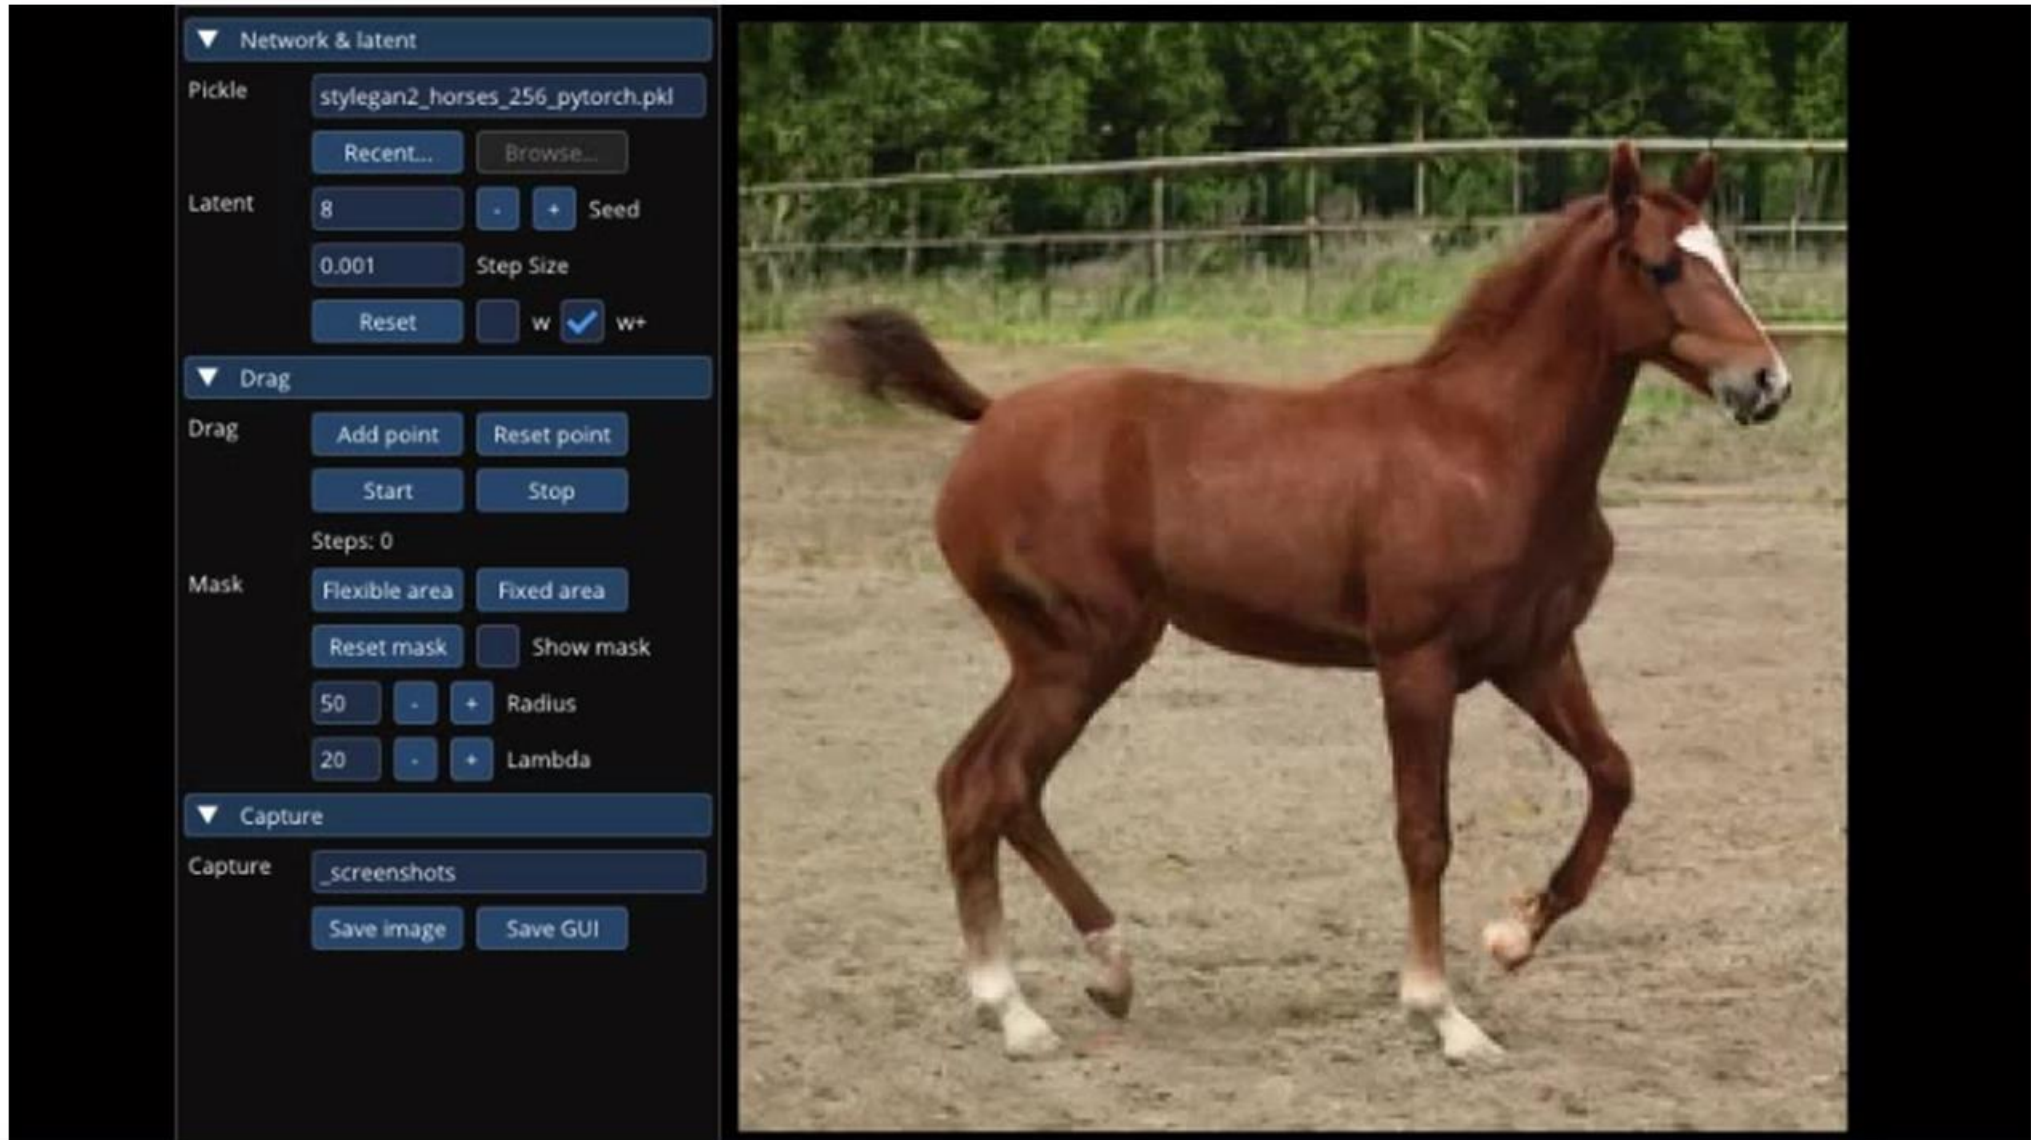 Network & latent
Pickle stylegan2_horses_256_pytorch.pkl
Recent... Browse...
Latent 8 - + Seed
0.001 Step Size
Reset w w+
Drag
Drag Add point Reset point
Start Stop
Steps: 0
Mask Flexible area Fixed area
Reset mask Show mask
50 - + Radius
20 - + Lambda
Capture
Capture _screenshots
Save image Save GUI